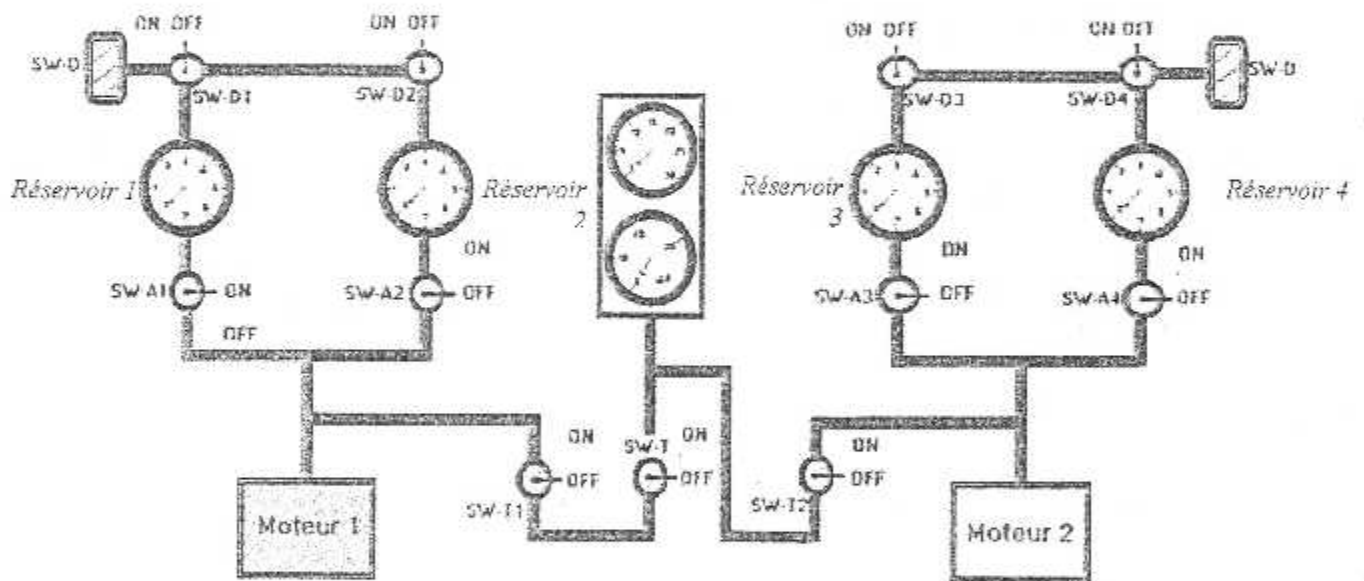 ON OFF
ON OFF
ON OFF
ON OFF
SW-D
SW-D1
SW-D2
SW-D3
SW-D4
SW-D
Réservoir 1
Réservoir
2
Réservoir
3
Réservoir 4
ON
ON
ON
SW-A1
ON
SW-A2
OFF
SW-A3
OFF
SW-A4
OFF
OFF
ON
SW-T
ON
ON
OFF
OFF
OFF
SW-T1
SW-T2
Moteur 1
Moteur 2